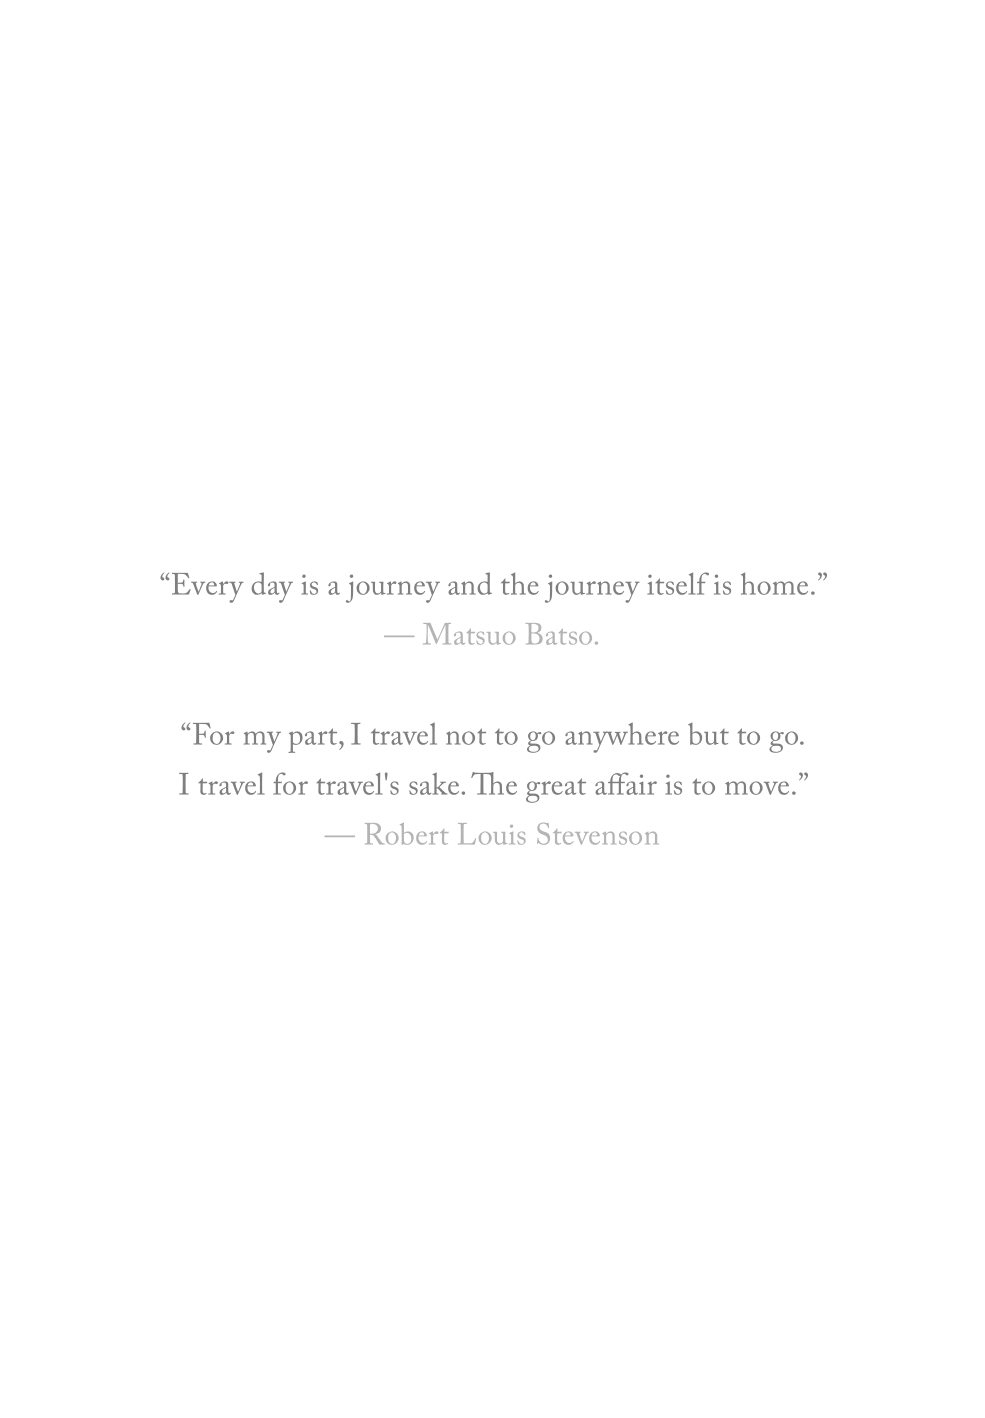 “Every day is a journey and the journey itself is home.”
— Matsuo Batso.
“For my part, I travel not to go anywhere but to go.
I travel for travel's sake. The great affair is to move.”
— Robert Louis Stevenson